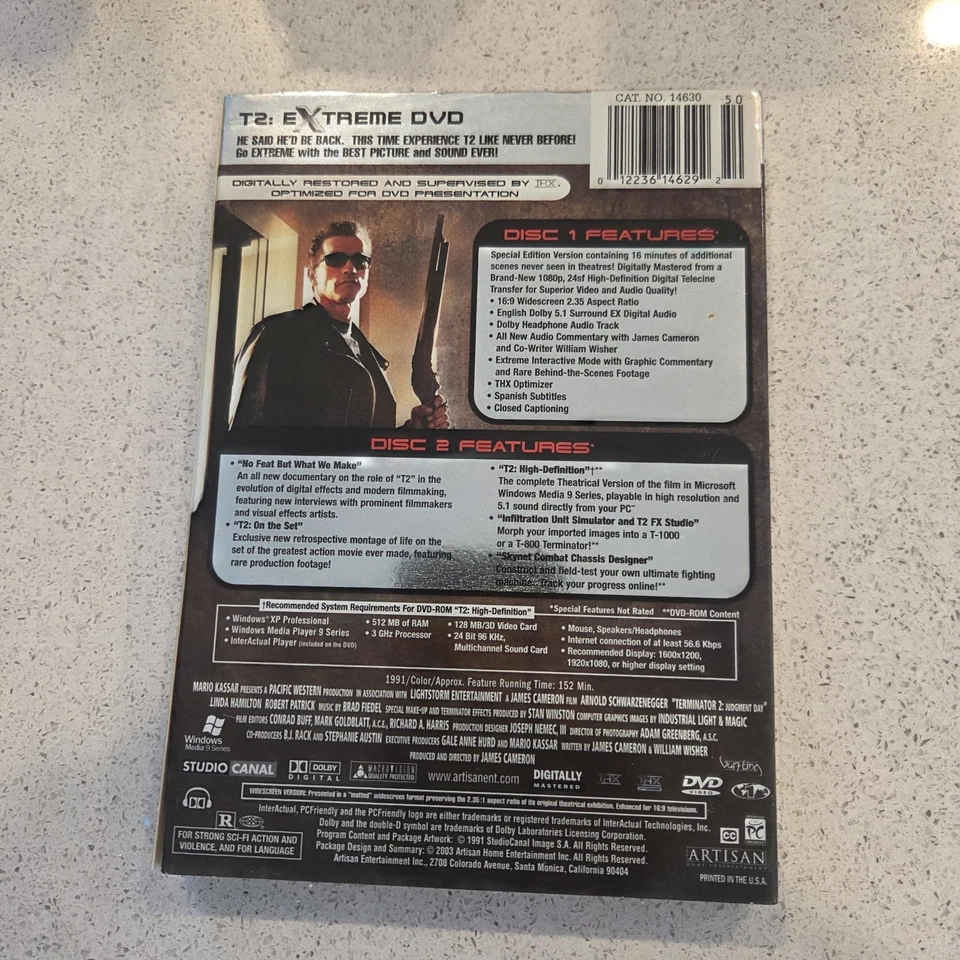 T2: EXTREME DVD
HE SAID HE'D BE BACK. THIS TIME EXPERIENCE T2 LIKE NEVER BEFORE!
Go EXTREME with the BEST PICTURE and SOUND EVER!
CAT. NO. 14630
50
0 12236 14629 2
DIGITALLY RESTORED AND SUPERVISED BY THX.
OPTIMIZED FOR DVD PRESENTATION
DISC 1 FEATURES*
Special Edition Version containing 16 minutes of additional
scenes never seen in theatres! Digitally Mastered from a
Brand-New 1080p, 24sf High-Definition Digital Telecine
Transfer for Superior Video and Audio Quality!
• 16:9 Widescreen 2.35 Aspect Ratio
• English Dolby 5.1 Surround EX Digital Audio
• Dolby Headphone Audio Track
• All New Audio Commentary with James Cameron
and Co-Writer William Wisher
• Extreme Interactive Mode with Graphic Commentary
and Rare Behind-the-Scenes Footage
• THX Optimizer
• Spanish Subtitles
• Closed Captioning
DISC 2 FEATURES*
• "No Feat But What We Make"
An all new documentary on the role of "T2" in the
evolution of digital effects and modern filmmaking,
featuring new interviews with prominent filmmakers
and visual effects artists.
• "T2: On the Set"
Exclusive new retrospective montage of life on the
set of the greatest action movie ever made, featuring
rare production footage!
• "T2: High-Definition"†**
The complete Theatrical Version of the film in Microsoft
Windows Media 9 Series, playable in high resolution and
5.1 sound directly from your PC
• "Infiltration Unit Simulator and T2 FX Studio"
Morph your imported images into a T-1000
or a T-800 Terminator!**
• "Skynet Combat Chassis Designer"
Construct and field-test your own ultimate fighting
machine. Track your progress online!**
†Recommended System Requirements For DVD-ROM "T2: High-Definition"
*Special Features Not Rated **DVD-ROM Content
• Windows® XP Professional
• Windows Media Player 9 Series
• InterActual Player (included on the DVD)
• 512 MB of RAM
• 3 GHz Processor
• 128 MB/3D Video Card
• 24 Bit 96 KHz,
Multichannel Sound Card
• Mouse, Speakers/Headphones
• Internet connection of at least 56.6 Kbps
• Recommended Display: 1600x1200,
1920x1080, or higher display setting
1991/Color/Approx. Feature Running Time: 152 Min.
MARIO KASSAR PRESENTS A PACIFIC WESTERN PRODUCTION IN ASSOCIATION WITH LIGHTSTORM ENTERTAINMENT A JAMES CAMERON FILM ARNOLD SCHWARZENEGGER "TERMINATOR 2: JUDGMENT DAY"
LINDA HAMILTON ROBERT PATRICK MUSIC BY BRAD FIEDEL SPECIAL MAKE-UP AND TERMINATOR EFFECTS PRODUCED BY STAN WINSTON COMPUTER GRAPHICS IMAGES BY INDUSTRIAL LIGHT & MAGIC
FILM EDITORS CONRAD BUFF, MARK GOLDBLATT, A.C.E., RICHARD A. HARRIS PRODUCTION DESIGNER JOSEPH NEMEC, III DIRECTOR OF PHOTOGRAPHY ADAM GREENBERG, A.S.C.
CO-PRODUCERS B.J. RACK AND STEPHANIE AUSTIN EXECUTIVE PRODUCERS GALE ANNE HURD AND MARIO KASSAR WRITTEN BY JAMES CAMERON & WILLIAM WISHER
PRODUCED AND DIRECTED BY JAMES CAMERON
Windows
Media 9 Series
STUDIO CANAL
DOLBY
DIGITAL
MACROVISION
QUALITY PROTECTED
www.artisanent.com
DIGITALLY
MASTERED
THX
THX
DVD
VIDEO
WIDESCREEN VERSION: Presented in a "matted" widescreen format preserving the 2.35:1 aspect ratio of its original theatrical exhibition. Enhanced for 16:9 televisions.
InterActual, PCFriendly and the PCFriendly logo are either trademarks or registered trademarks of InterActual Technologies, Inc.
Dolby and the double-D symbol are trademarks of Dolby Laboratories Licensing Corporation.
Program Content and Package Artwork: © 1991 StudioCanal Image S.A. All Rights Reserved.
Package Design and Summary: © 2003 Artisan Home Entertainment Inc. All Rights Reserved.
Artisan Entertainment Inc., 2700 Colorado Avenue, Santa Monica, California 90404
R
FOR STRONG SCI-FI ACTION AND
VIOLENCE, AND FOR LANGUAGE
CC
PC
ARTISAN
HOME ENTERTAINMENT
PRINTED IN THE U.S.A.